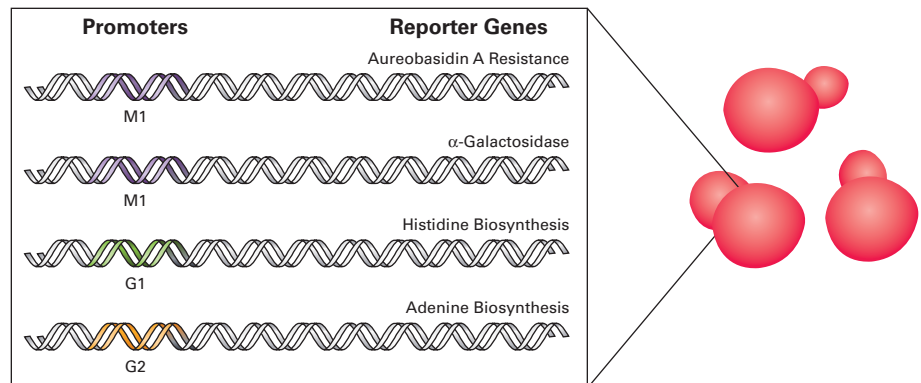 Promoters Reporter Genes
Aureobasidin A Resistance
M1
α-Galactosidase
M1
Histidine Biosynthesis
G1
Adenine Biosynthesis
G2